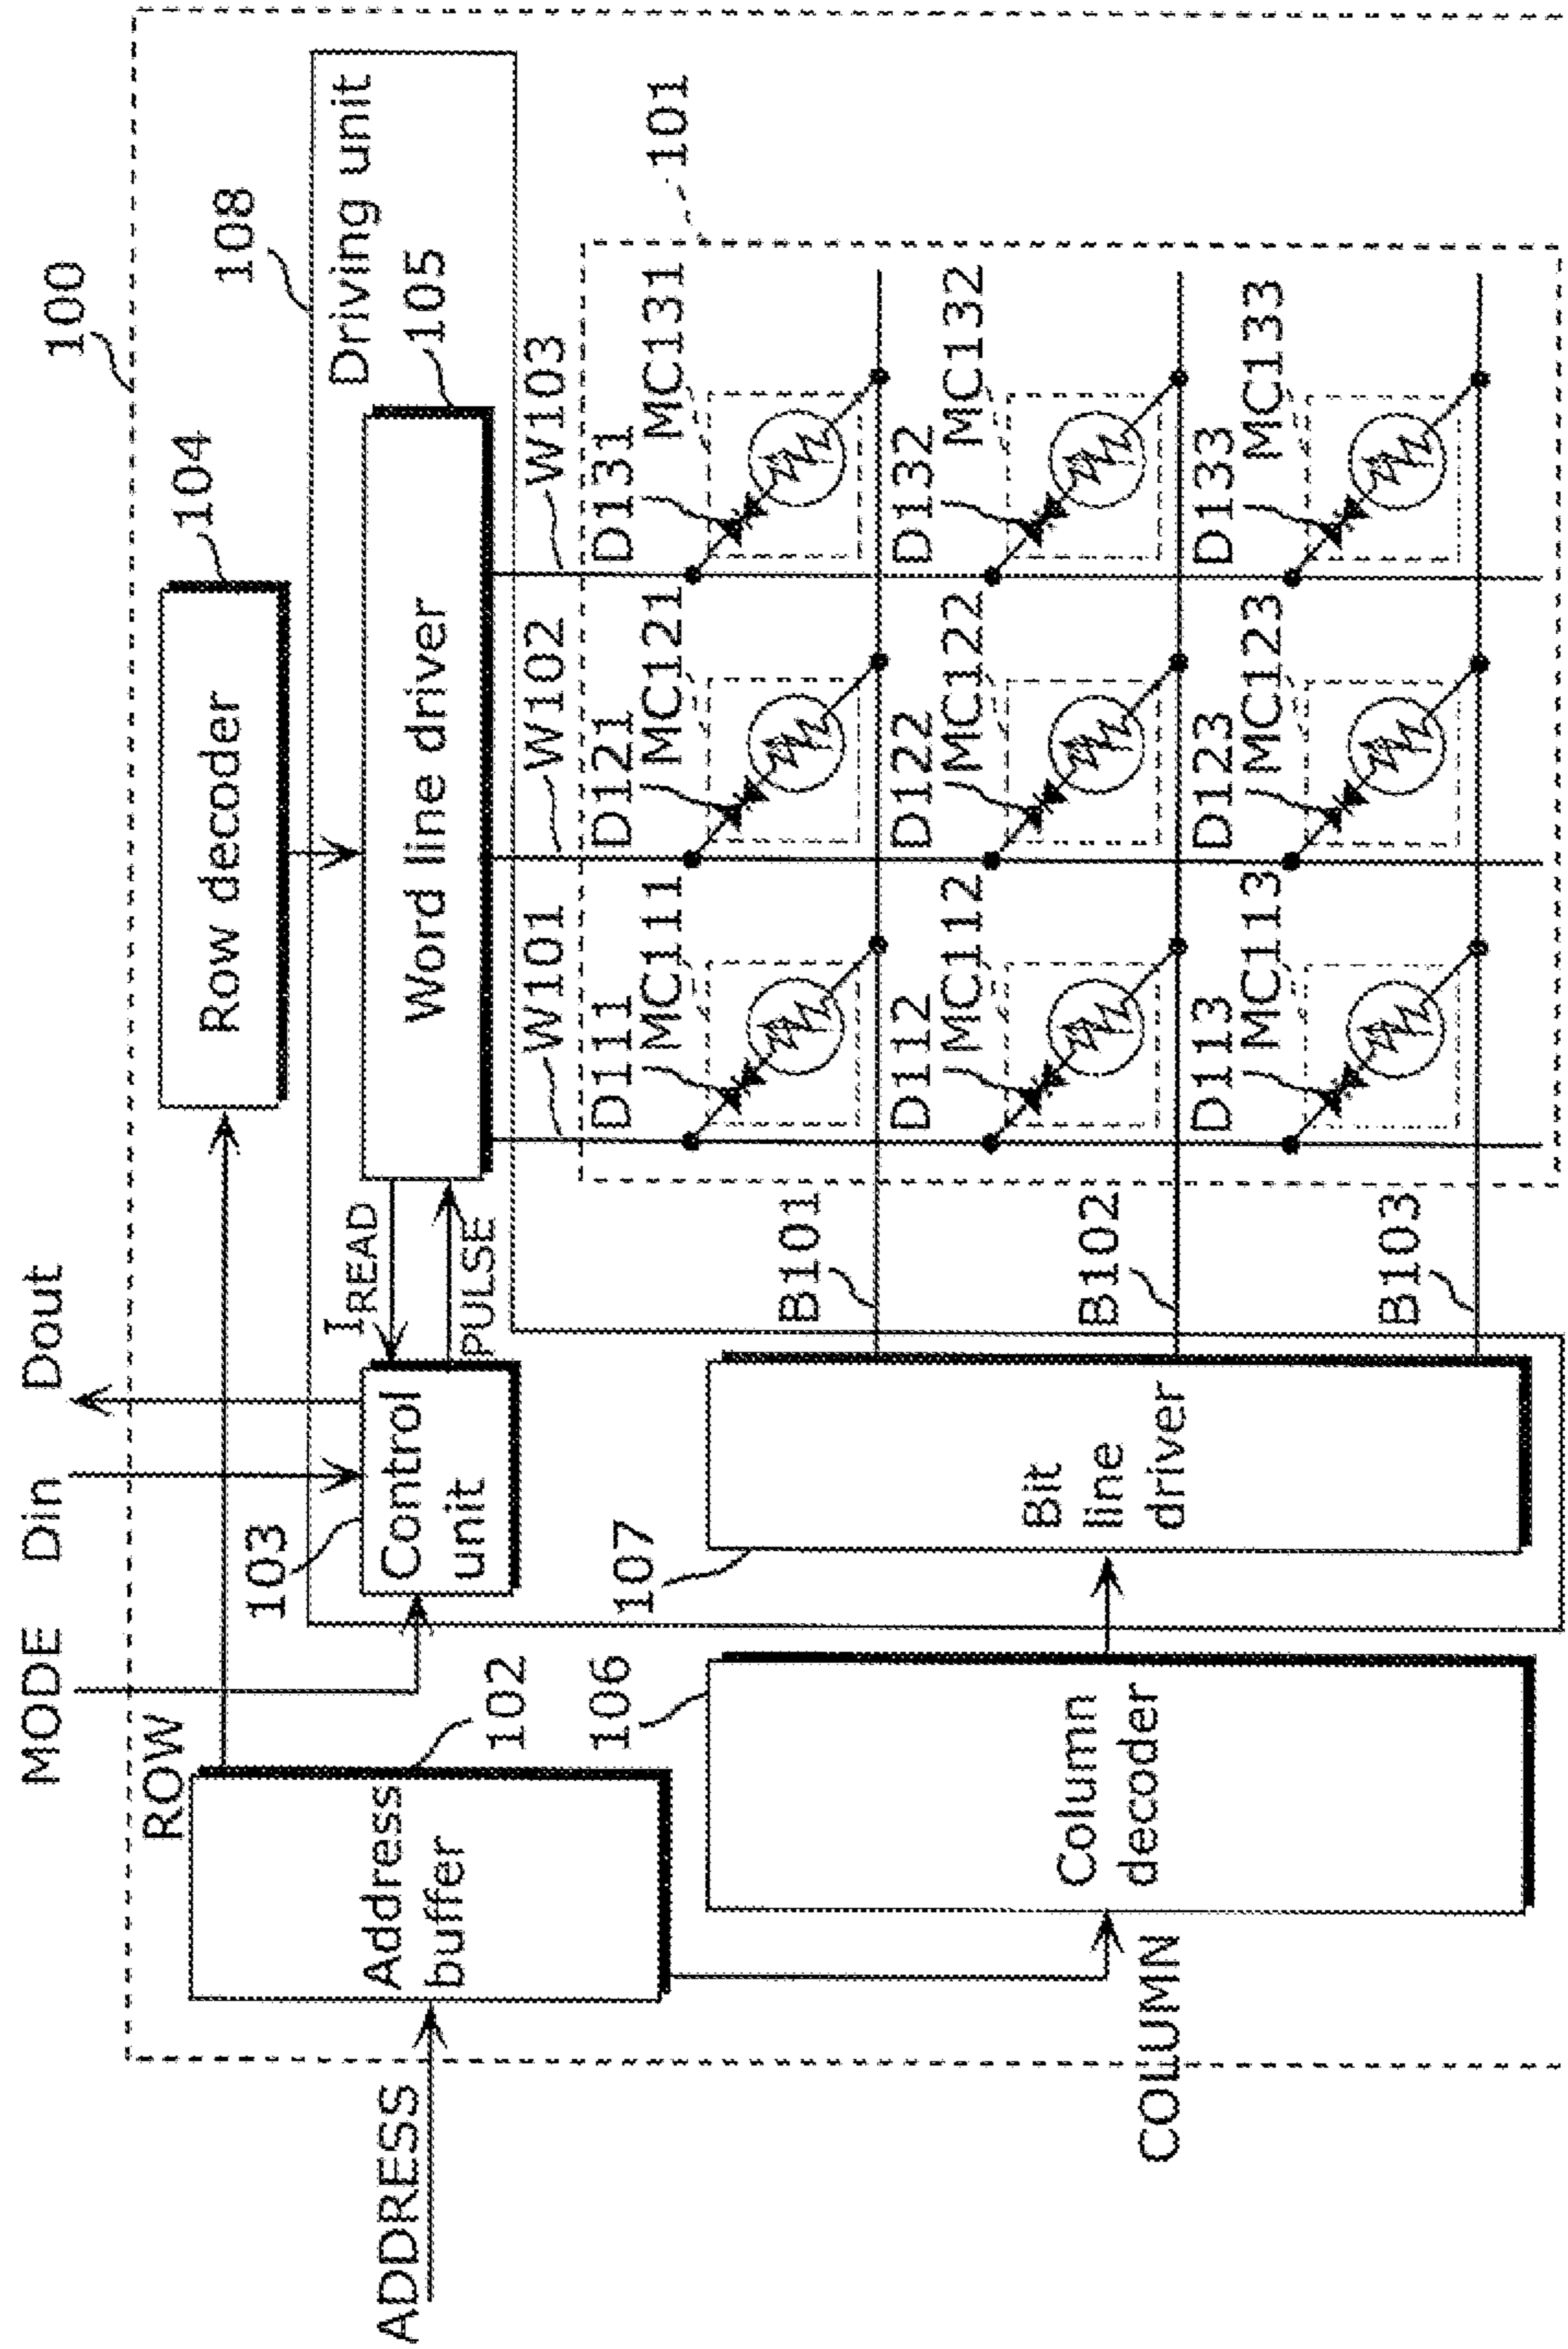 100
MODE Din Dout
ROW
104
Row decoder
108
Driving unit
105
103
Control
unit
I_READ
PULSE
Word line driver
ADDRESS
Address
buffer
102
W101
W102
W103
101
106
107
D111
MC111
D121
MC121
D131
MC131
B101
D112
MC112
D122
MC122
D132
MC132
Column
decoder
Bit
line
driver
B102
COLUMN
D113
MC113
D123
MC123
D133
MC133
B103